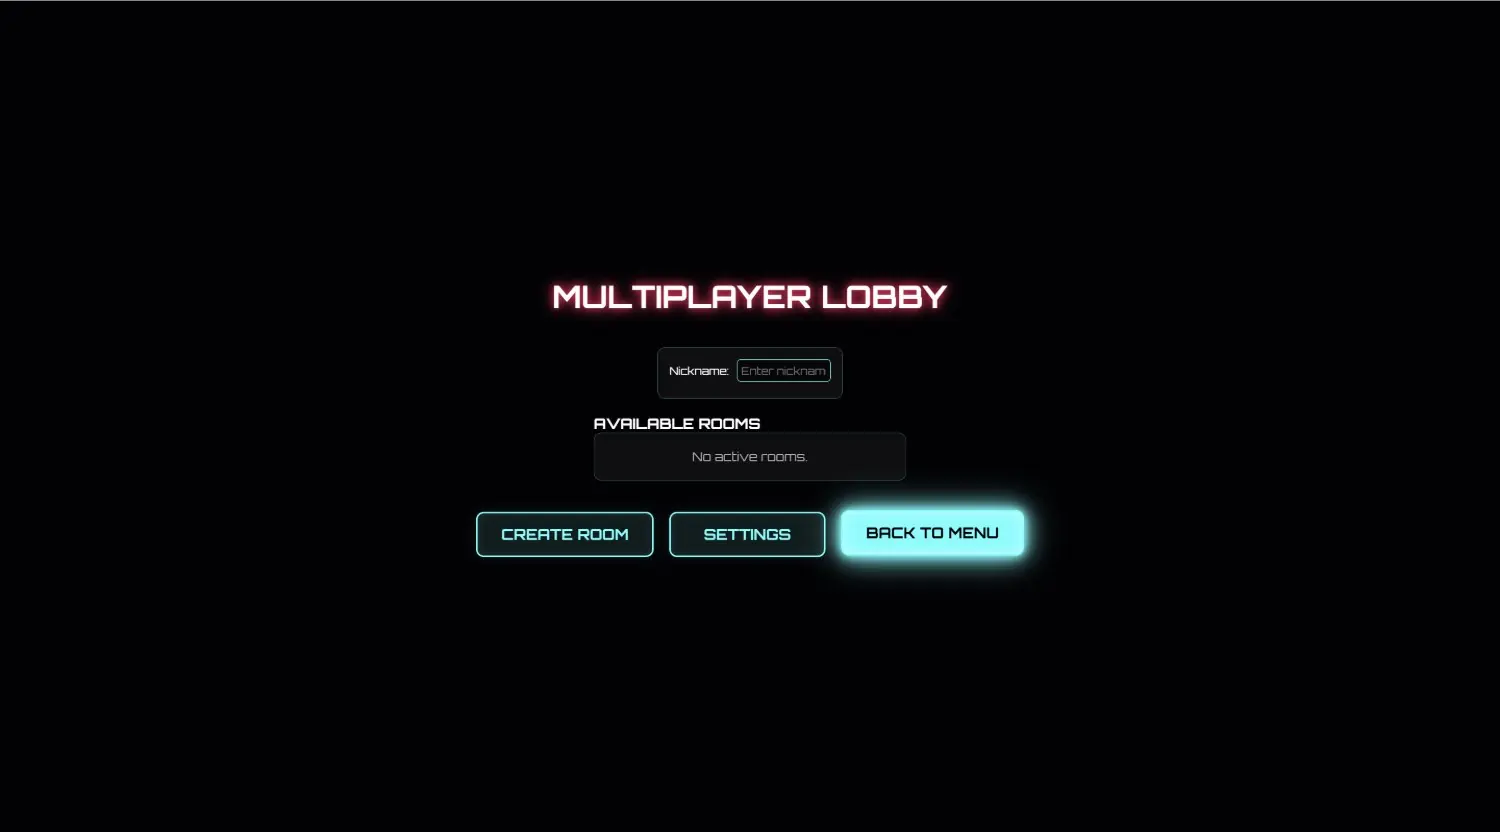 MULTIPLAYER LOBBY
Nickname: Enter nicknam
AVAILABLE ROOMS
No active rooms.
CREATE ROOM SETTINGS BACK TO MENU